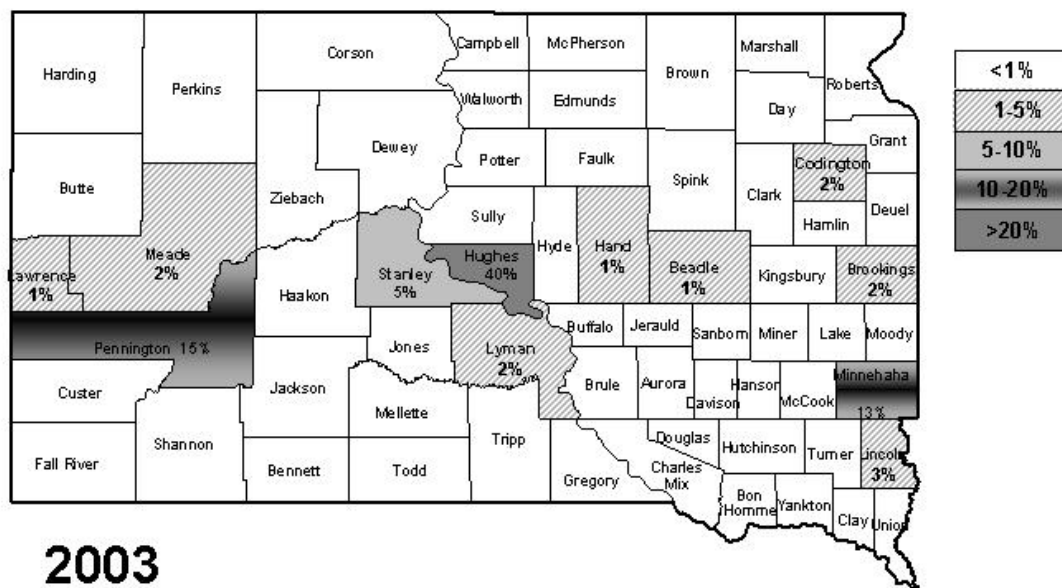 Harding
Perkins
Corson
Campbell
McPherson
Brown
Marshall
Roberts
<1%
Walworth
Edmunds
Day
1-5%
Grant
5-10%
Butte
Ziebach
Dewey
Potter
Faulk
Spink
Clark
Codington
2%
10-20%
Hamlin
Deuel
>20%
Sully
Hyde
Lawrence
1%
Meade
2%
Haakon
Stanley
5%
Hughes
40%
Hand
1%
Beadle
1%
Kingsbury
Brookings
2%
Pennington 15%
Jones
Lyman
2%
Buffalo
Jerauld
Sanborn
Miner
Lake
Moody
Custer
Jackson
Mellette
Brule
Aurora
Davison
Hanson
McCook
Minnehaha
13%
Fall River
Shannon
Bennett
Todd
Tripp
Gregory
Douglas
Charles
Mix
Hutchinson
Turner
Lincoln
3%
Bon
Homme
Yankton
Clay
Union
2003